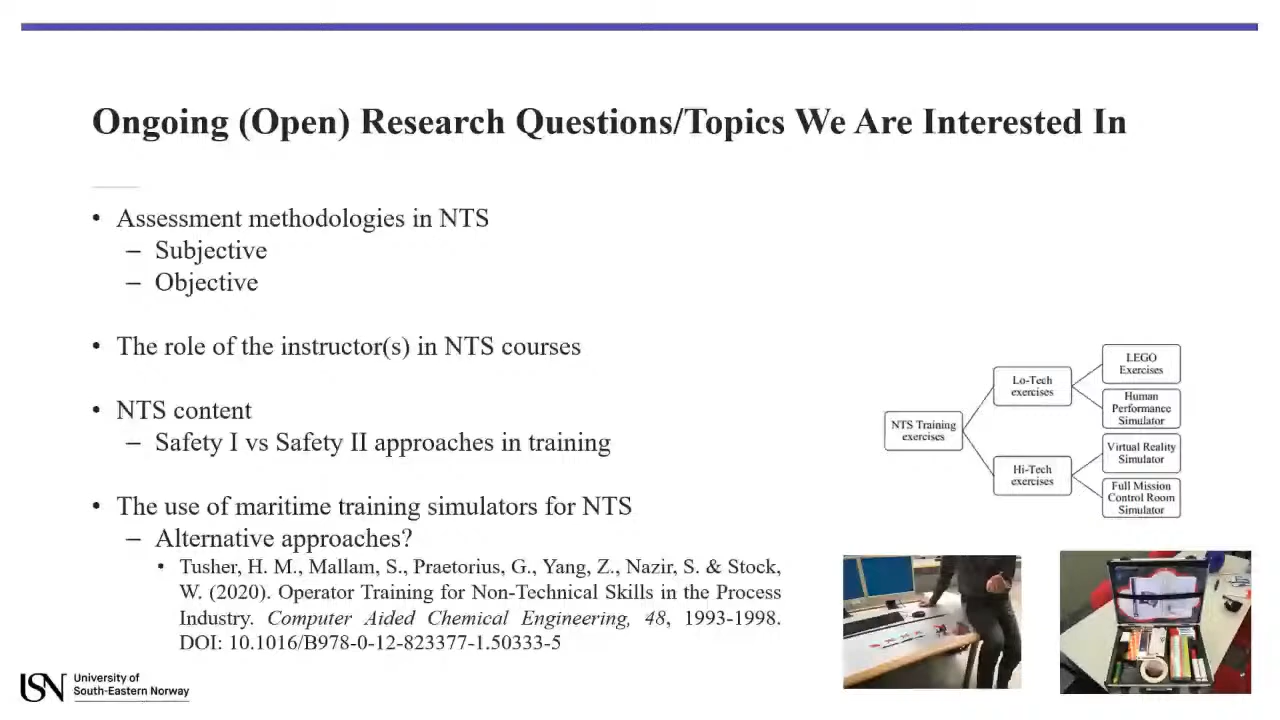 Ongoing (Open) Research Questions/Topics We Are Interested In
• Assessment methodologies in NTS
– Subjective
– Objective
• The role of the instructor(s) in NTS courses
• NTS content
– Safety I vs Safety II approaches in training
• The use of maritime training simulators for NTS
– Alternative approaches?
• Tusher, H. M., Mallam, S., Praetorius, G., Yang, Z., Nazir, S. & Stock,
W. (2020). Operator Training for Non-Technical Skills in the Process
Industry. Computer Aided Chemical Engineering, 48, 1993-1998.
DOI: 10.1016/B978-0-12-823377-1.50333-5
NTS Training
exercises
Lo-Tech
exercises
Hi-Tech
exercises
LEGO
Exercises
Human
Performance
Simulator
Virtual Reality
Simulator
Full Mission
Control Room
Simulator
USN
University of
South-Eastern Norway